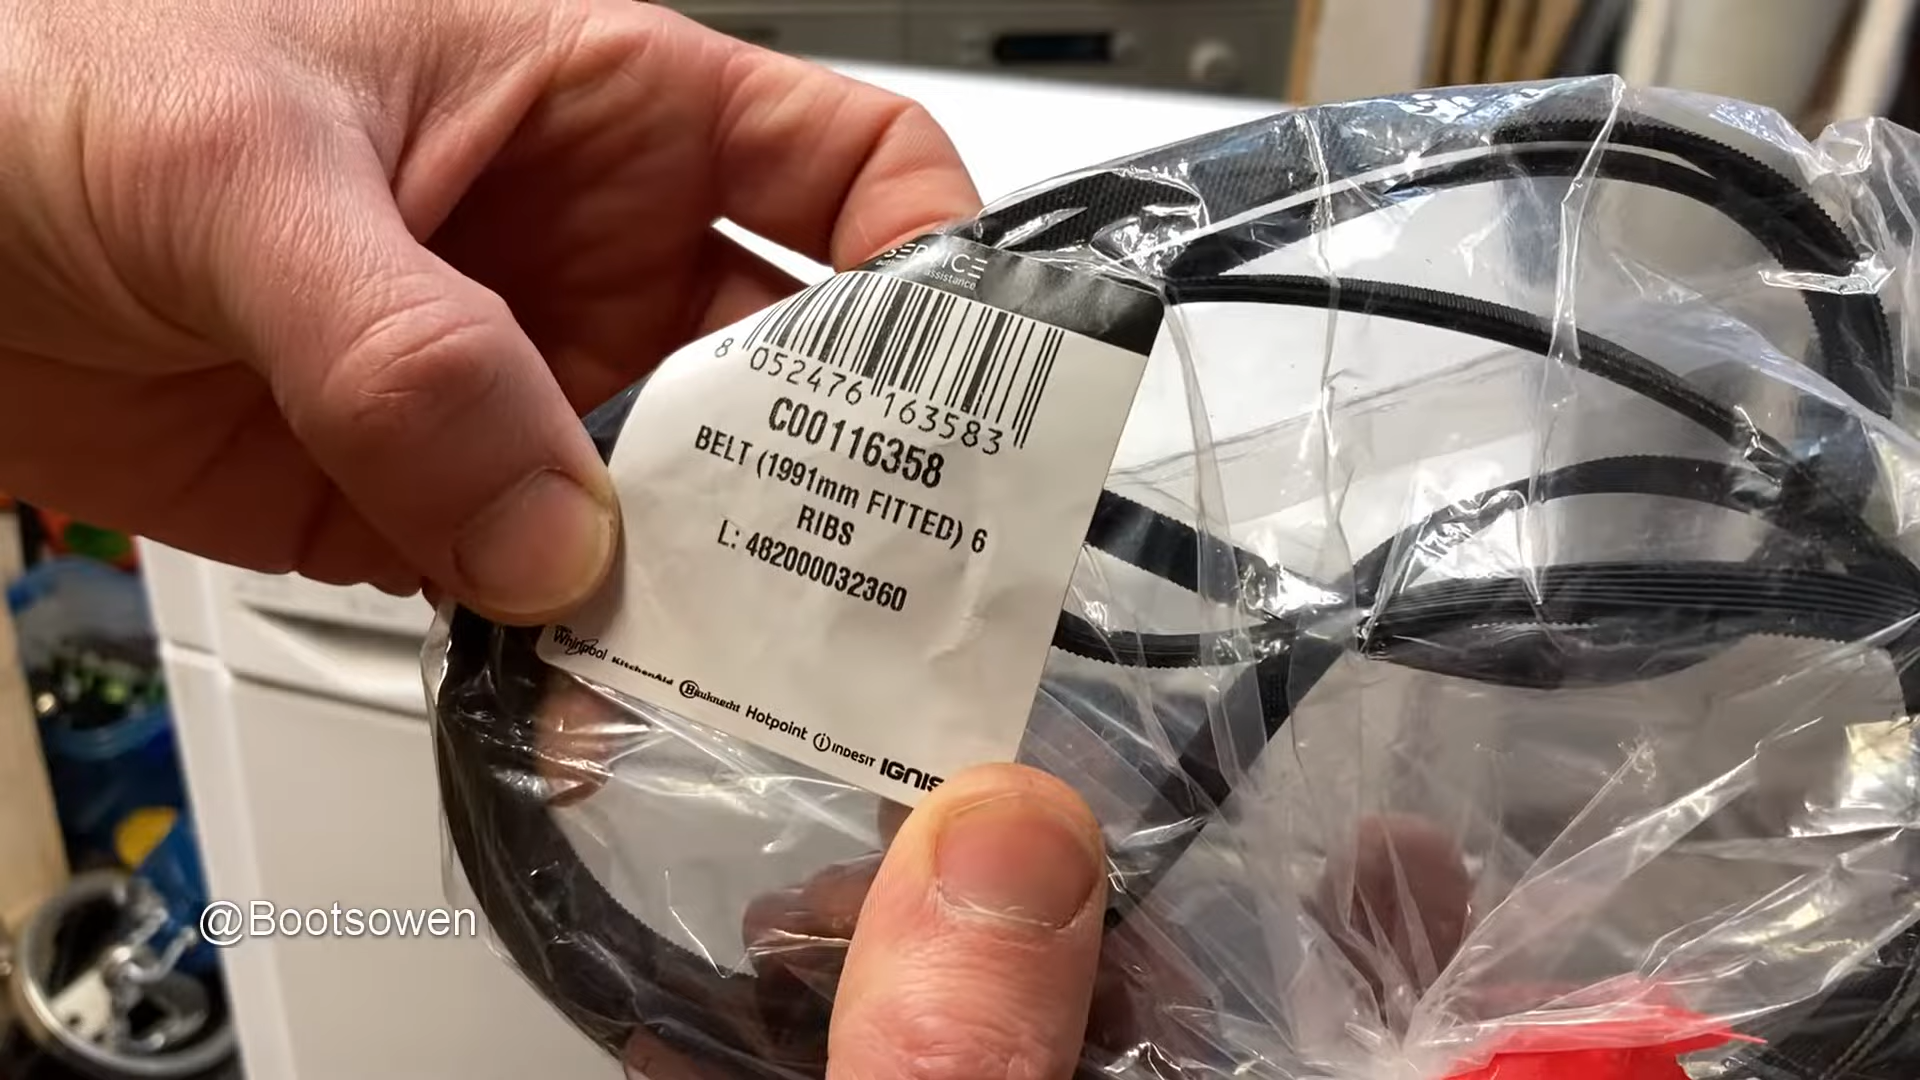 SERVICE
assistance
8 052476 163583
C00116358
BELT (1991mm FITTED) 6
RIBS
L: 482000032360
Whirlpool KitchenAid Bauknecht Hotpoint indesit IGNIS
@Bootsowen